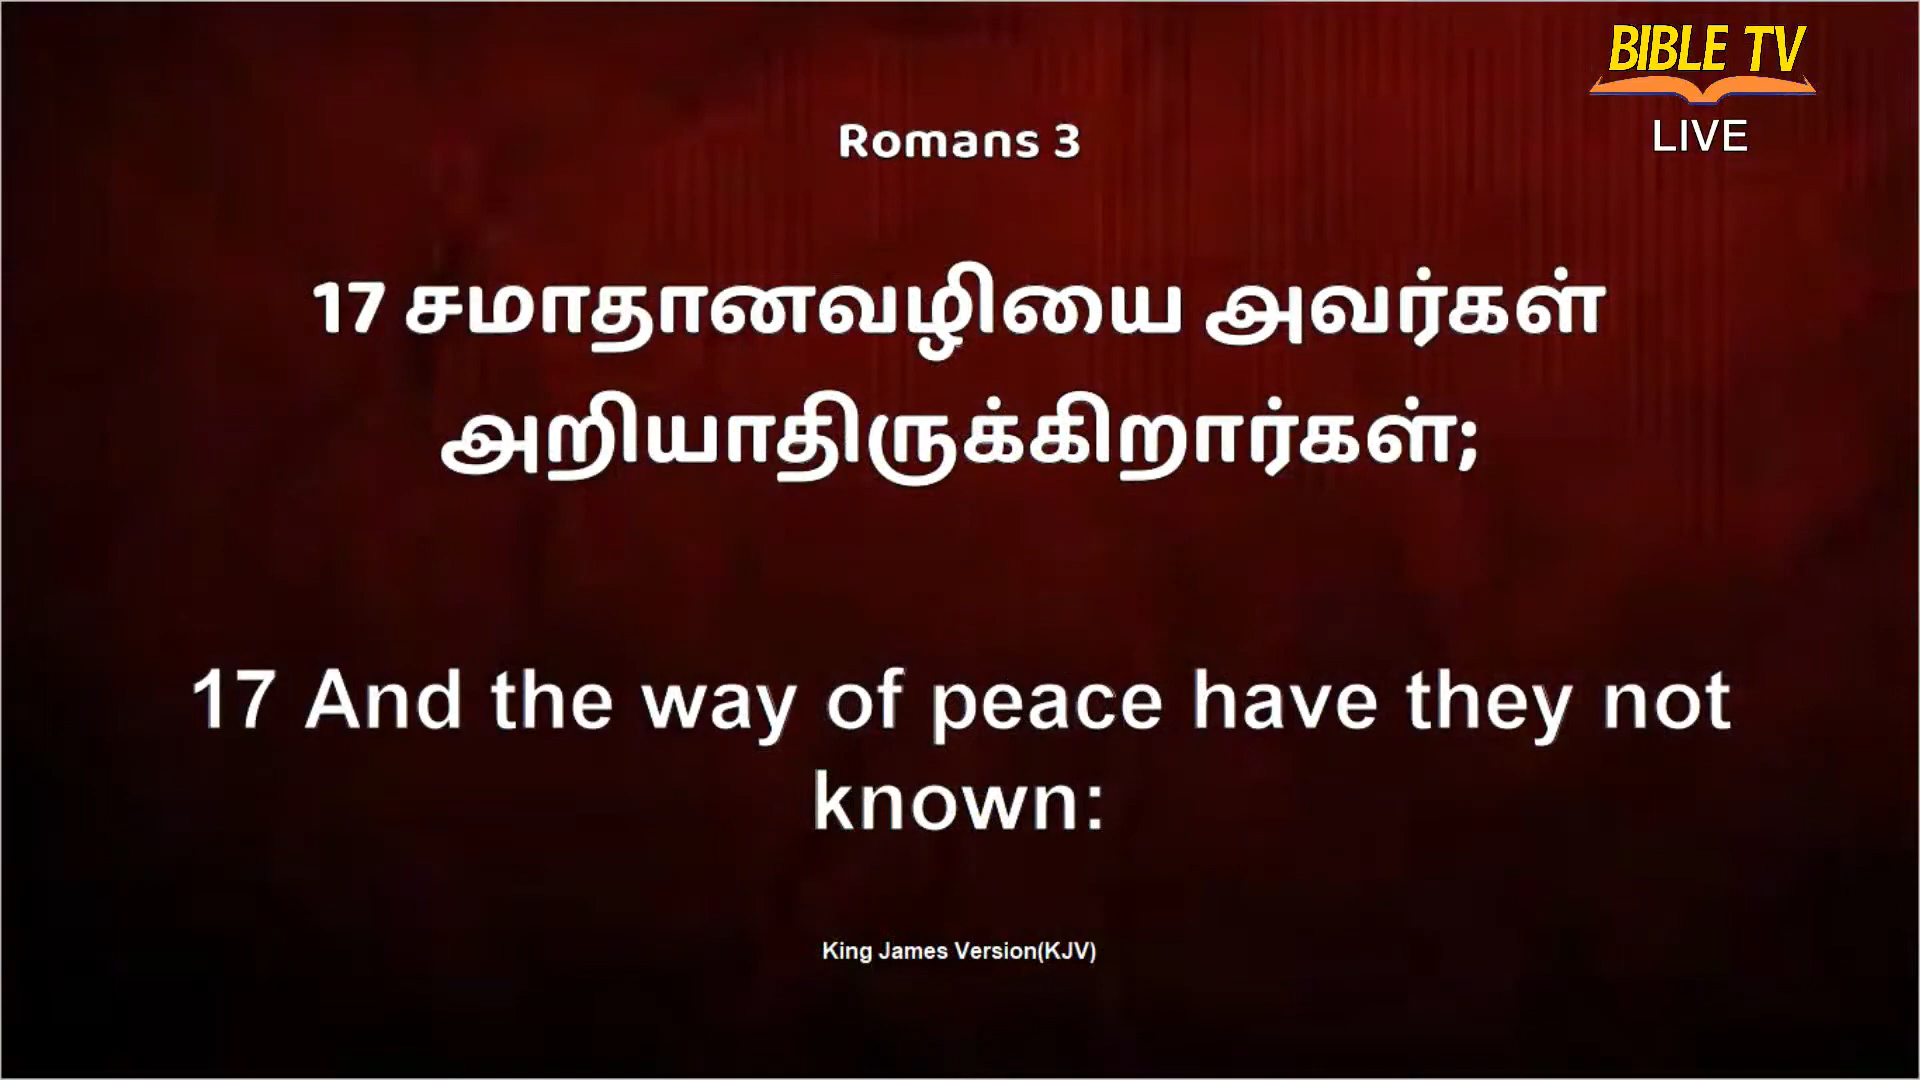 BIBLE TV
LIVE
Romans 3
17 சமாதானவழியை அவர்கள்
அறியாதிருக்கிறார்கள்;
17 And the way of peace have they not
known:
King James Version(KJV)